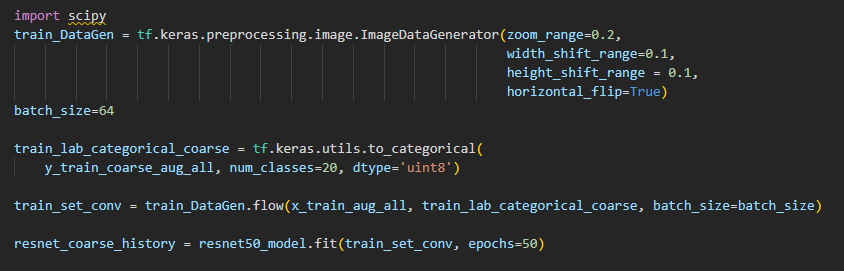 import scipy
train_DataGen = tf.keras.preprocessing.image.ImageDataGenerator(zoom_range=0.2,
width_shift_range=0.1,
height_shift_range = 0.1,
horizontal_flip=True)
batch_size=64
train_lab_categorical_coarse = tf.keras.utils.to_categorical(
y_train_coarse_aug_all, num_classes=20, dtype='uint8')
train_set_conv = train_DataGen.flow(x_train_aug_all, train_lab_categorical_coarse, batch_size=batch_size)
resnet_coarse_history = resnet50_model.fit(train_set_conv, epochs=50)